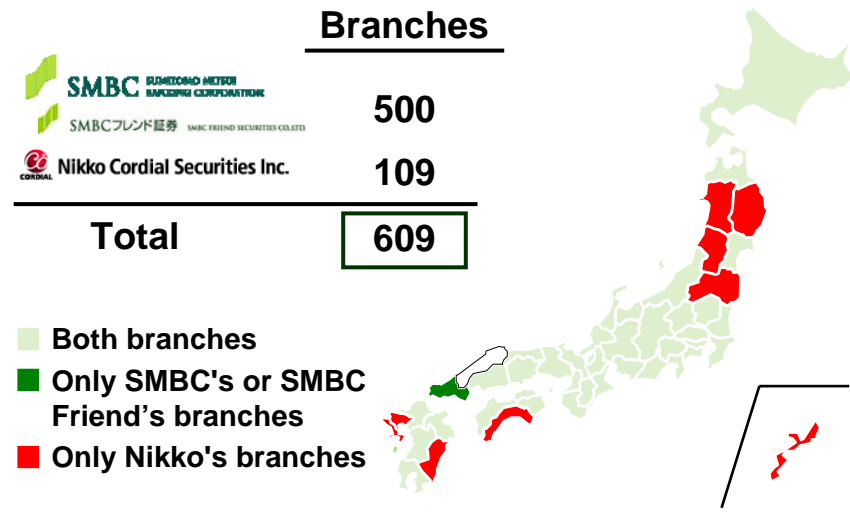 Branches
SMBC SUMITOMO MITSUI
BANKING CORPORATION
500
SMBCフレンド証券 SMBC FRIEND SECURITIES CO.LTD.
CORDIAL Nikko Cordial Securities Inc. 109
Total 609
Both branches
Only SMBC's or SMBC
Friend’s branches
Only Nikko's branches